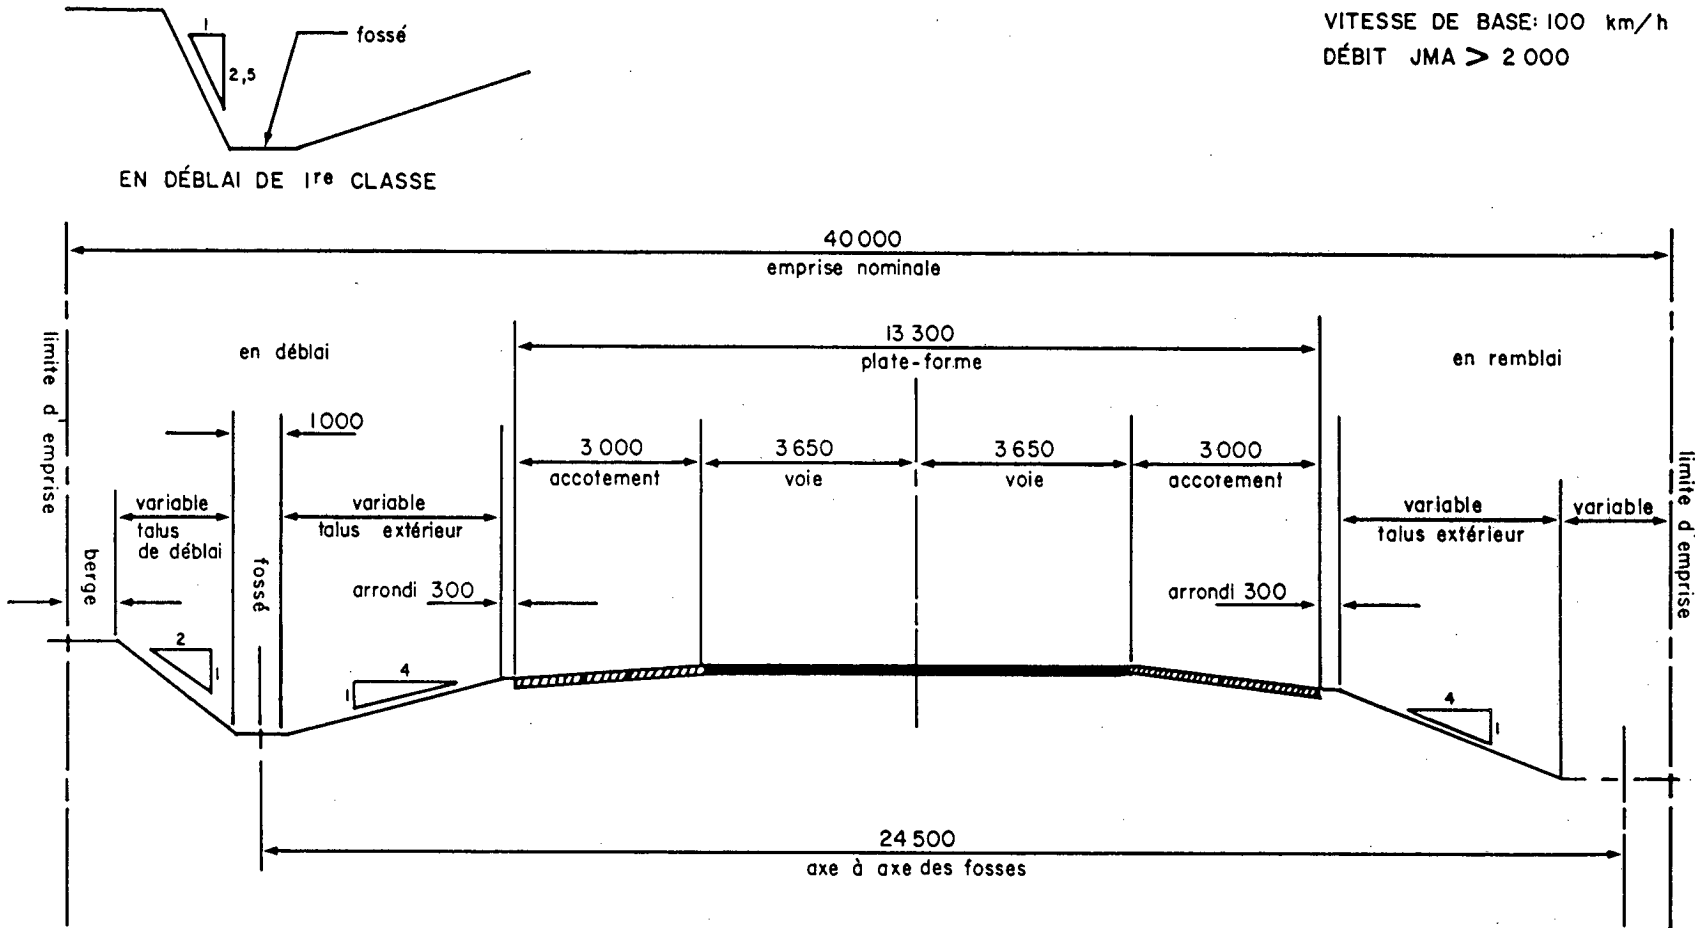 VITESSE DE BASE: 100 km/h
DÉBIT JMA > 2 000
1
2,5
fossé
EN DÉBLAI DE 1re CLASSE
40 000
emprise nominale
limite d'emprise
en déblai
13 300
plate-forme
en remblai
1000
3 000
accotement
3 650
voie
3 650
voie
3 000
accotement
limite d'emprise
variable
talus
de déblai
variable
talus extérieur
variable
talus extérieur
variable
berge
fossé
arrondi 300
arrondi 300
2
1
4
1
4
1
24 500
axe à axe des fosses